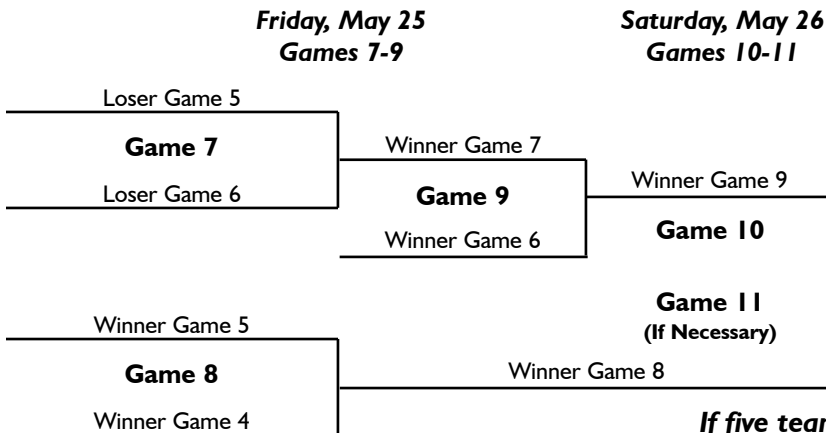 Friday, May 25
Games 7-9
Saturday, May 26
Games 10-11
Loser Game 5
Game 7
Loser Game 6
Winner Game 7
Game 9
Winner Game 6
Winner Game 9
Game 10
Game 11
(If Necessary)
Winner Game 5
Game 8
Winner Game 4
Winner Game 8
If five